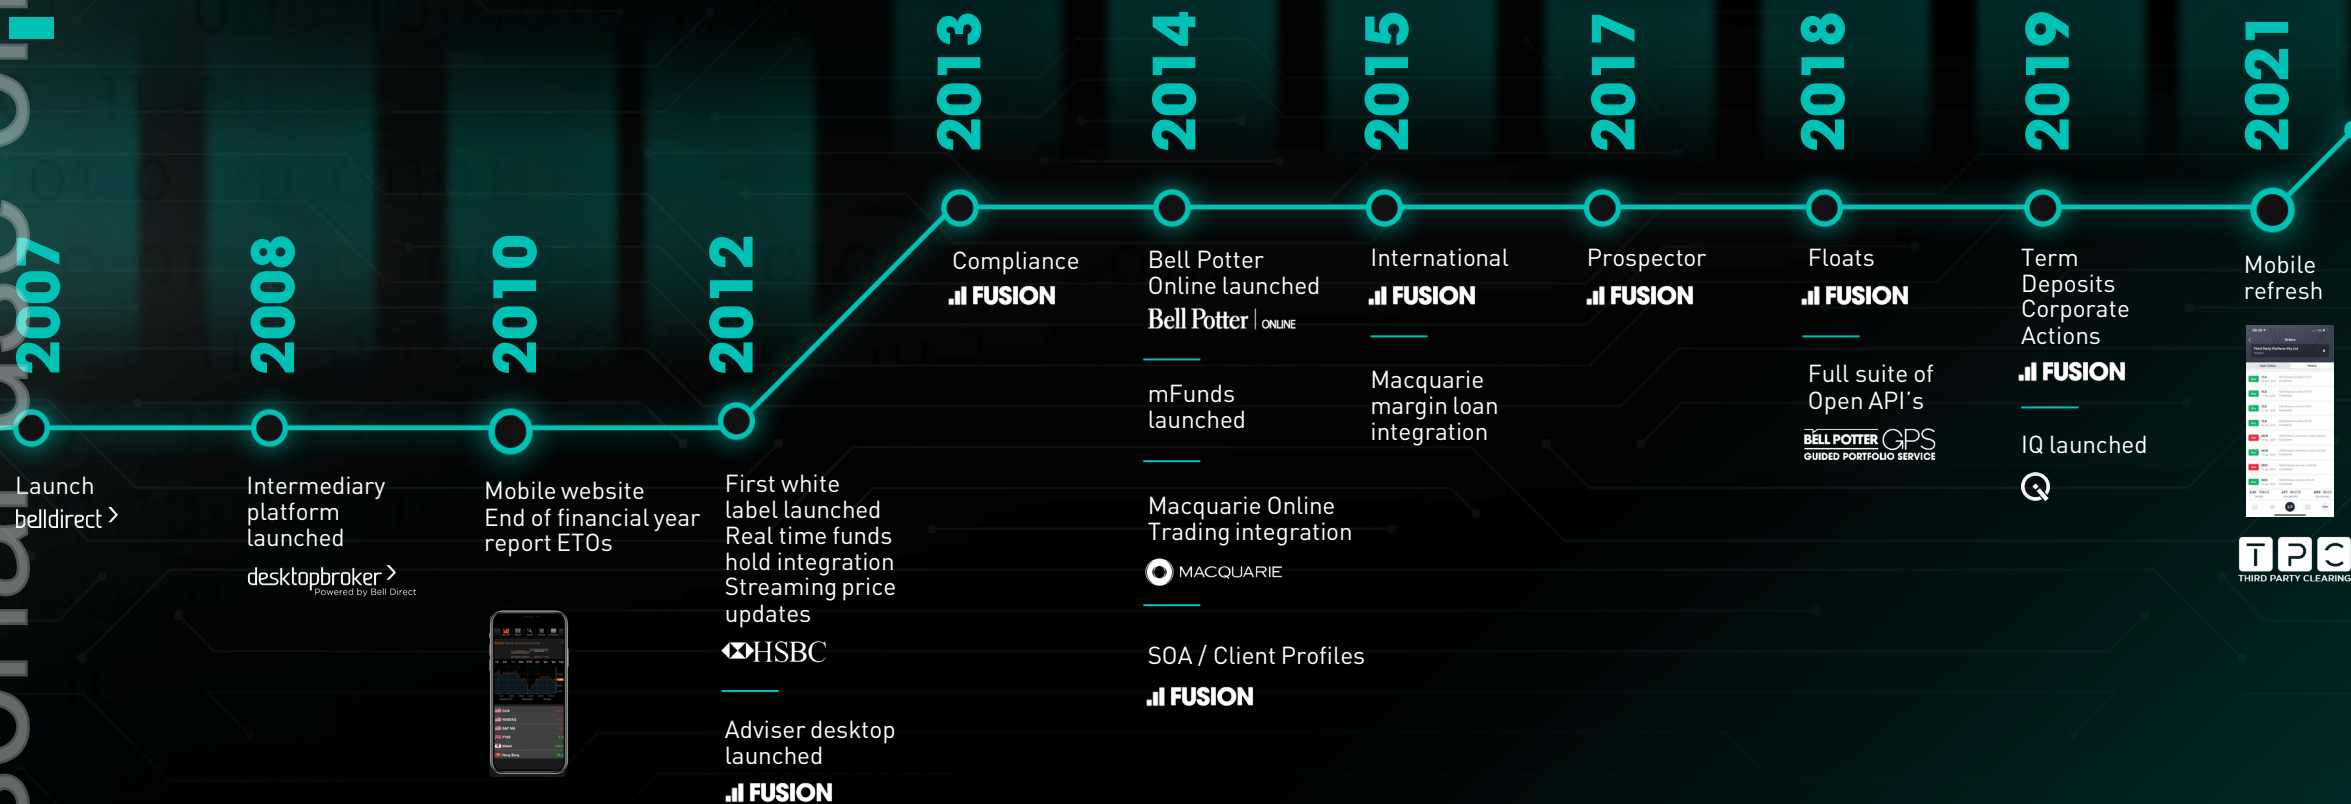 2007
Launch
belldirect
2008
Intermediary
platform
launched
desktopbroker
Powered by Bell Direct
2010
Mobile website
End of financial year
report ETOs
2012
First white
label launched
Real time funds
hold integration
Streaming price
updates
HSBC
Adviser desktop
launched
FUSION
2013
Compliance
FUSION
2014
Bell Potter
Online launched
Bell Potter | ONLINE
mFunds
launched
Macquarie Online
Trading integration
MACQUARIE
SOA / Client Profiles
FUSION
2015
International
FUSION
Macquarie
margin loan
integration
2017
Prospector
FUSION
2018
Floats
FUSION
Full suite of
Open API's
BELL POTTER GPS
GUIDED PORTFOLIO SERVICE
2019
Term
Deposits
Corporate
Actions
FUSION
IQ launched
2021
Mobile
refresh
TPC
THIRD PARTY CLEARING